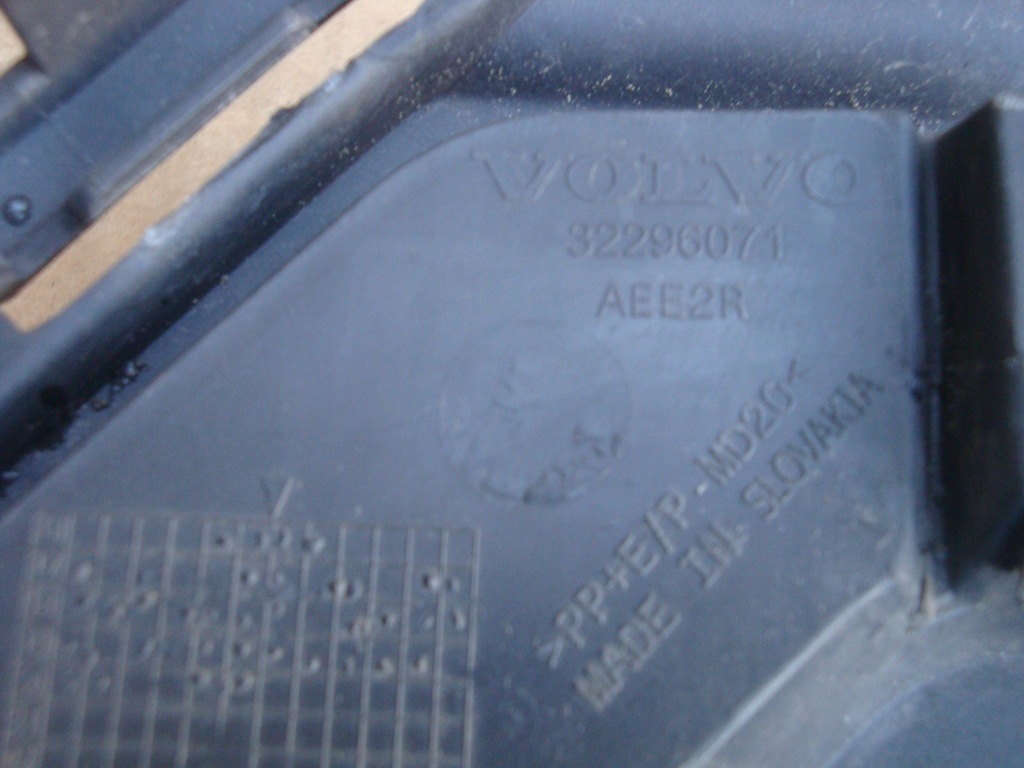 VOLVO
32296071
AEE2R
>PP+E/P-MD20<
MADE IN SLOVAKIA